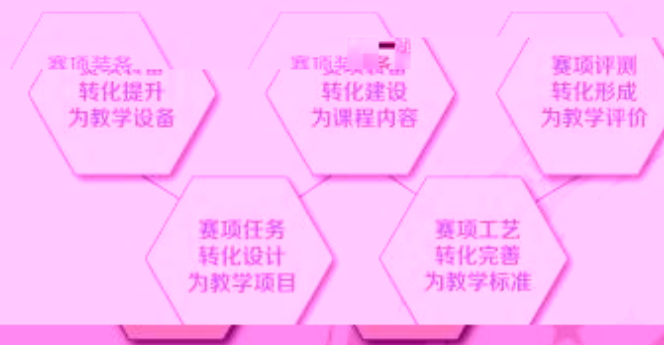 赛项装备
转化提升
为教学设备
赛项
转化建设
为课程内容
赛项评测
转化形成
为教学评价
赛项任务
转化设计
为教学项目
赛项工艺
转化完善
为教学标准